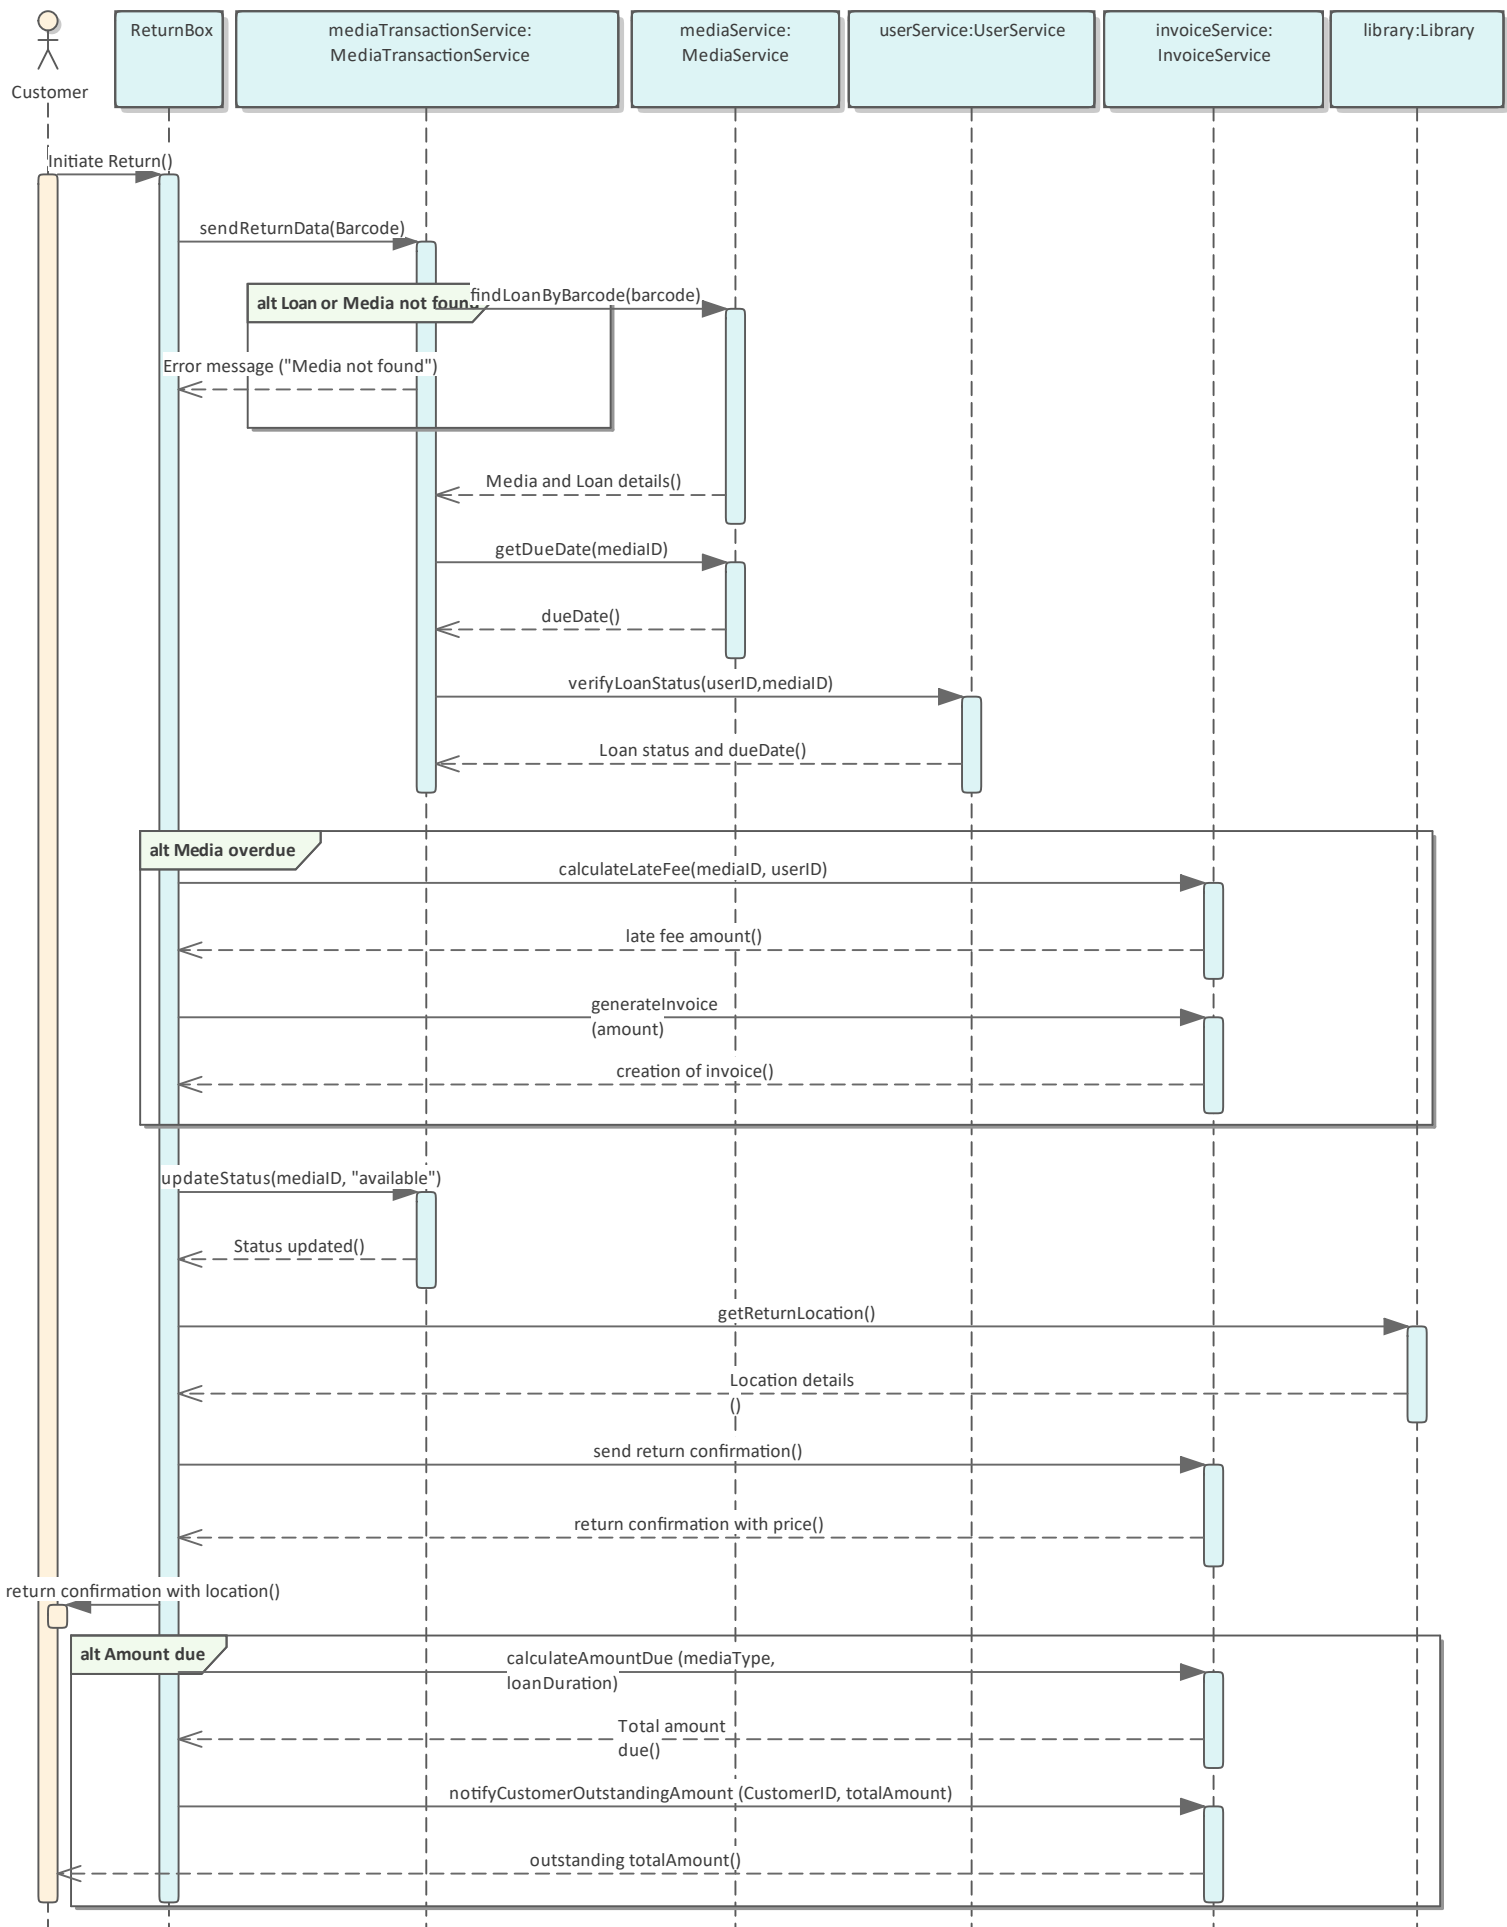 Customer
ReturnBox
mediaTransactionService:
MediaTransactionService
mediaService:
MediaService
userService:UserService
invoiceService:
InvoiceService
library:Library
Initiate Return()
sendReturnData(Barcode)
alt Loan or Media not found
findLoanByBarcode(barcode)
Error message ("Media not found")
Media and Loan details()
getDueDate(mediaID)
dueDate()
verifyLoanStatus(userID,mediaID)
Loan status and dueDate()
alt Media overdue
calculateLateFee(mediaID, userID)
late fee amount()
generateInvoice
(amount)
creation of invoice()
updateStatus(mediaID, "available")
Status updated()
getReturnLocation()
Location details
()
send return confirmation()
return confirmation with price()
return confirmation with location()
alt Amount due
calculateAmountDue (mediaType,
loanDuration)
Total amount
due()
notifyCustomerOutstandingAmount (CustomerID, totalAmount)
outstanding totalAmount()